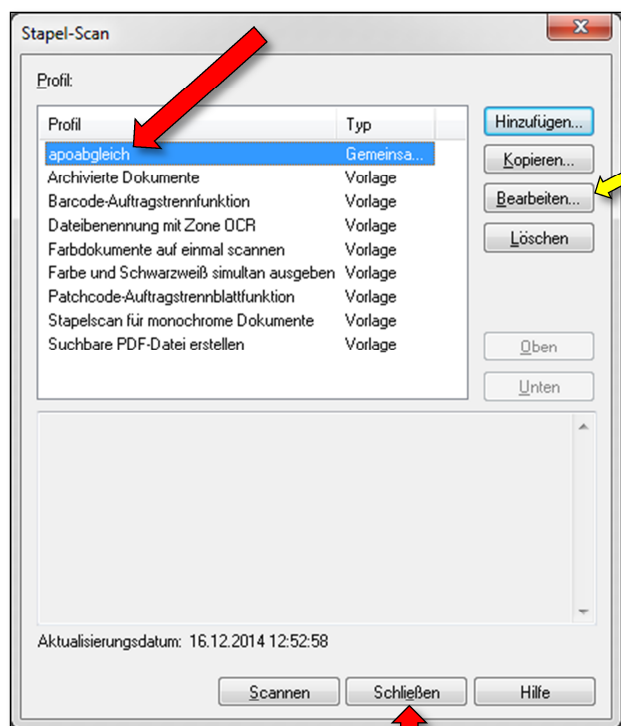 Stapel-Scan
Profil:
Profil Typ
apoabgleich Gemeinsa...
Archivierte Dokumente Vorlage
Barcode-Auftragstrennfunktion Vorlage
Dateibenennung mit Zone OCR Vorlage
Farbdokumente auf einmal scannen Vorlage
Farbe und Schwarzweiß simultan ausgeben Vorlage
Patchcode-Auftragstrennblattfunktion Vorlage
Stapelscan für monochrome Dokumente Vorlage
Suchbare PDF-Datei erstellen Vorlage
Hinzufügen...
Kopieren...
Bearbeiten...
Löschen
Oben
Unten
Aktualisierungsdatum: 16.12.2014 12:52:58
Scannen Schließen Hilfe